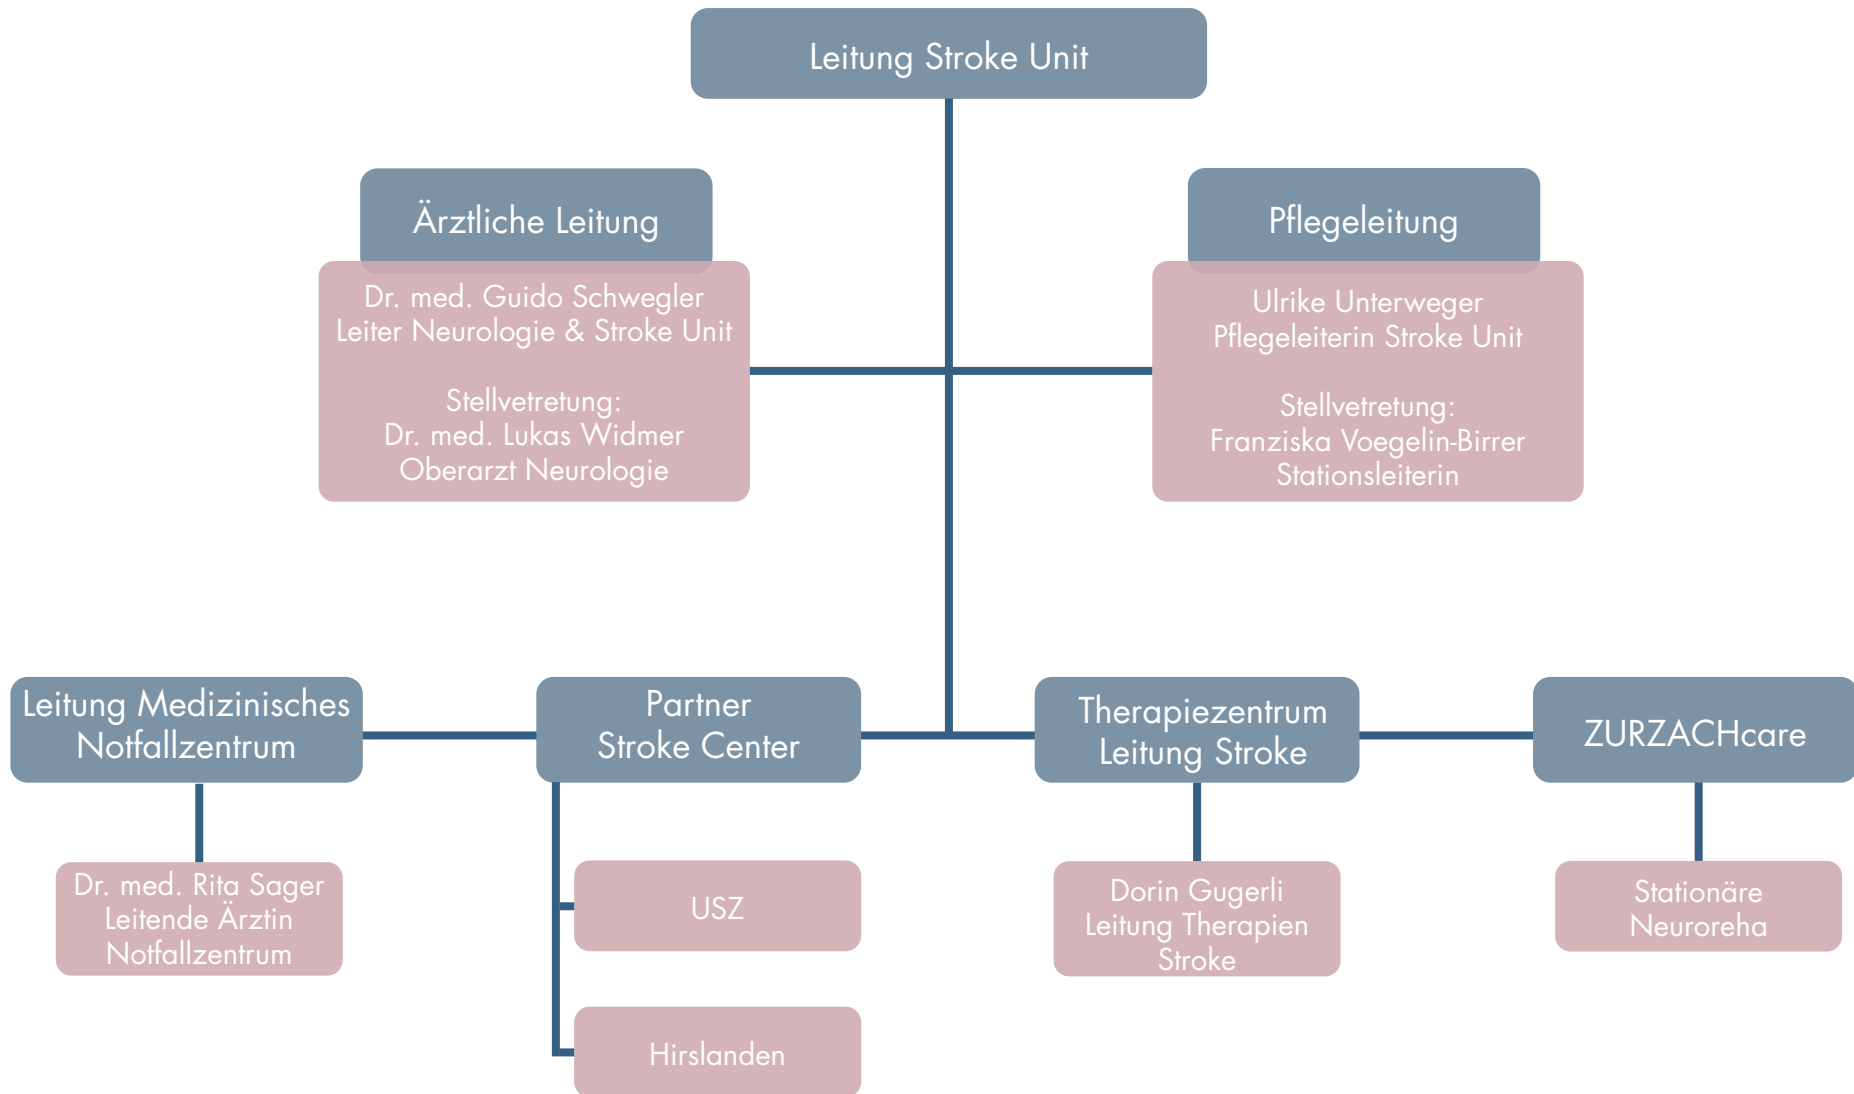 Leitung Stroke Unit
Ärztliche Leitung
Dr. med. Guido Schwegler
Leiter Neurologie & Stroke Unit
Stellvetretung:
Dr. med. Lukas Widmer
Oberarzt Neurologie
Pflegeleitung
Ulrike Unterweger
Pflegeleiterin Stroke Unit
Stellvetretung:
Franziska Voegelin-Birrer
Stationsleiterin
Leitung Medizinisches
Notfallzentrum
Dr. med. Rita Sager
Leitende Ärztin
Notfallzentrum
Partner
Stroke Center
USZ
Hirslanden
Therapiezentrum
Leitung Stroke
Dorin Gugerli
Leitung Therapien
Stroke
ZURZACHcare
Stationäre
Neuroreha